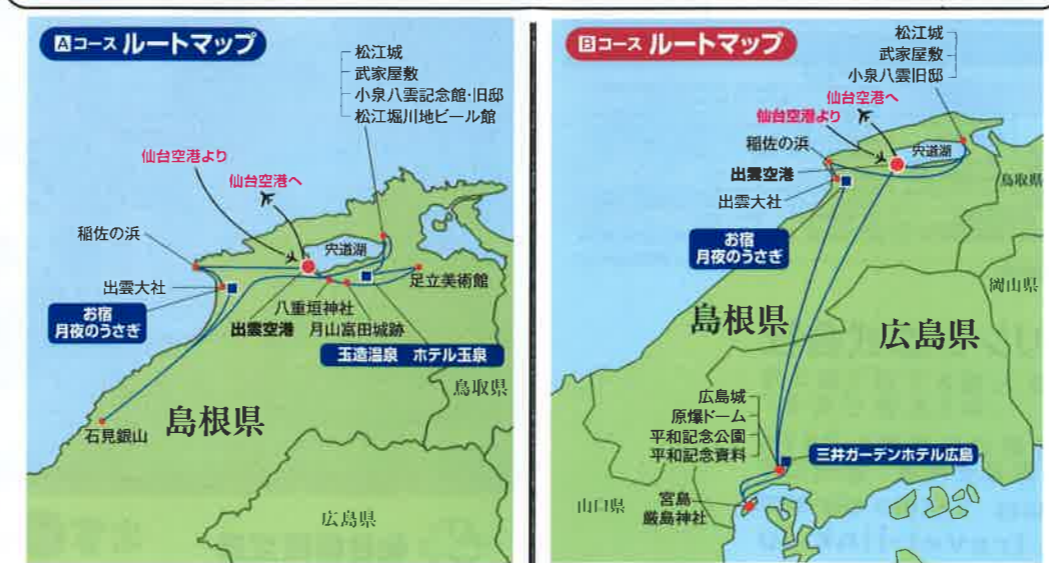 Aコース ルートマップ
松江城
武家屋敷
小泉八雲記念館・旧邸
松江堀川地ビール館
仙台空港より
仙台空港へ
稲佐の浜
宍道湖
出雲大社
足立美術館
お宿
月夜のうさぎ
八重垣神社
出雲空港
月山富田城跡
玉造温泉 ホテル玉泉
鳥取県
島根県
石見銀山
広島県
Bコース ルートマップ
松江城
武家屋敷
小泉八雲旧邸
仙台空港へ
仙台空港より
稲佐の浜
宍道湖
出雲空港
鳥取県
出雲大社
お宿
月夜のうさぎ
岡山県
島根県
広島県
広島城
原爆ドーム
平和記念公園
平和記念資料
三井ガーデンホテル広島
山口県
宮島
厳島神社